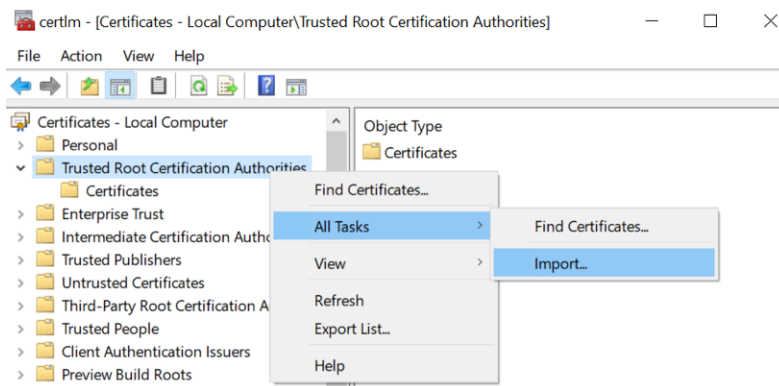 certlm - [Certificates - Local Computer\Trusted Root Certification Authorities]
File Action View Help
Certificates - Local Computer
Personal
Trusted Root Certification Authorities
Certificates
Enterprise Trust
Intermediate Certification Autho
Trusted Publishers
Untrusted Certificates
Third-Party Root Certification A
Trusted People
Client Authentication Issuers
Preview Build Roots
Object Type
Certificates
Find Certificates...
All Tasks
View
Refresh
Export List...
Help
Find Certificates...
Import...